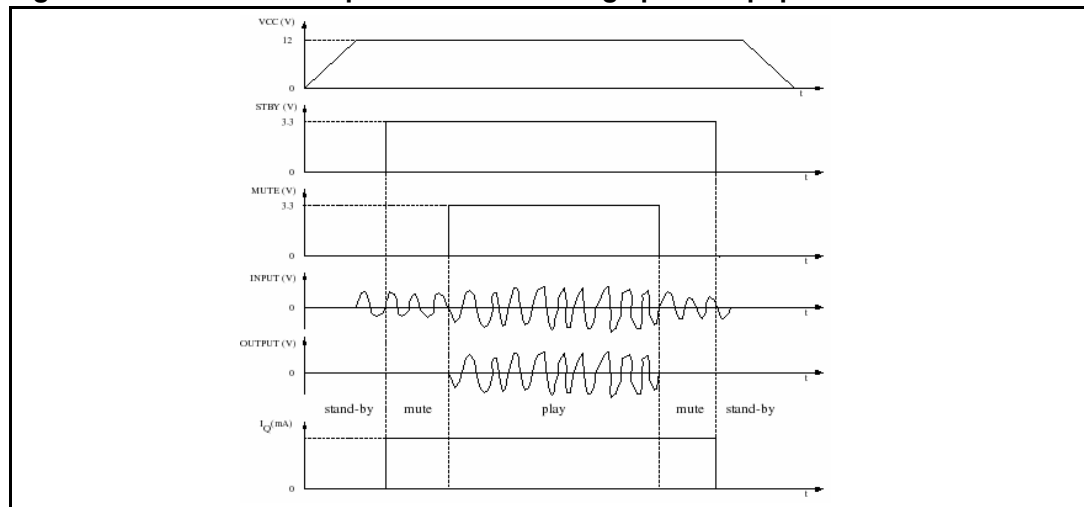 VCC (V)
12
0
t
STBY (V)
3.3
0
t
MUTE (V)
3.3
0
t
INPUT (V)
0
t
OUTPUT (V)
0
t
stand-by mute play mute stand-by
IQ(mA)
0
t